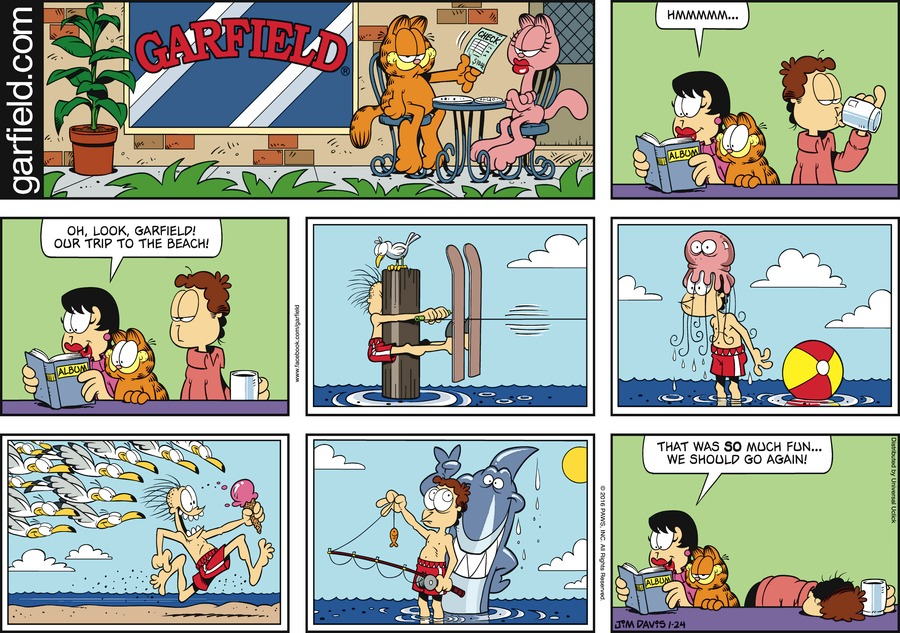 garfield.com
GARFIELD®
CHECK
HMMMMM...
ALBUM
OH, LOOK, GARFIELD!
OUR TRIP TO THE BEACH!
ALBUM
www.facebook.com/garfield
© 2016 PAWS, INC. All Rights Reserved.
THAT WAS SO MUCH FUN...
WE SHOULD GO AGAIN!
ALBUM
JIM DAVIS 1-24
Distributed by Universal Uclick